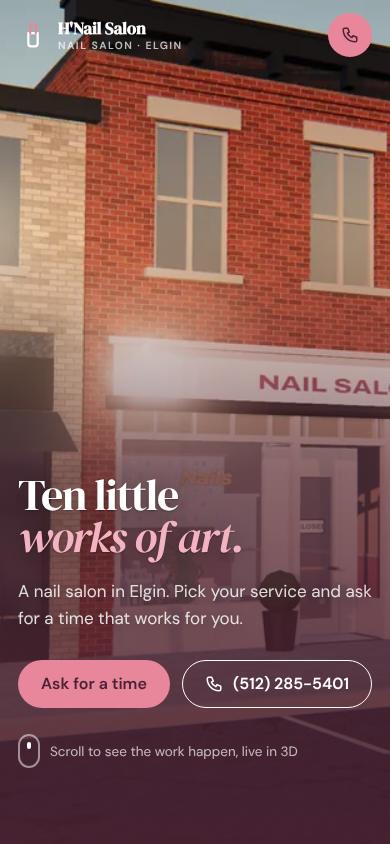 H'Nail Salon
NAIL SALON · ELGIN
NAIL SAL
Nails
Ten little
works of art.
A nail salon in Elgin. Pick your service and ask
for a time that works for you.
Ask for a time
(512) 285-5401
Scroll to see the work happen, live in 3D